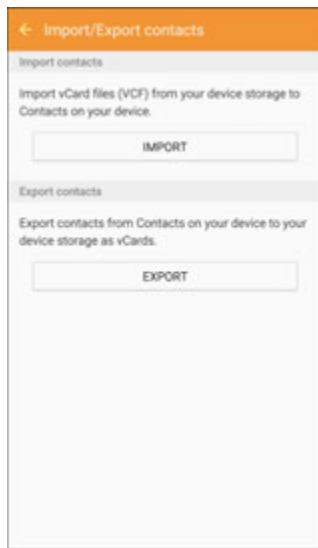 Import/Export contacts
Import contacts
Import vCard files (VCF) from your device storage to
Contacts on your device.
IMPORT
Export contacts
Export contacts from Contacts on your device to your
device storage as vCards.
EXPORT